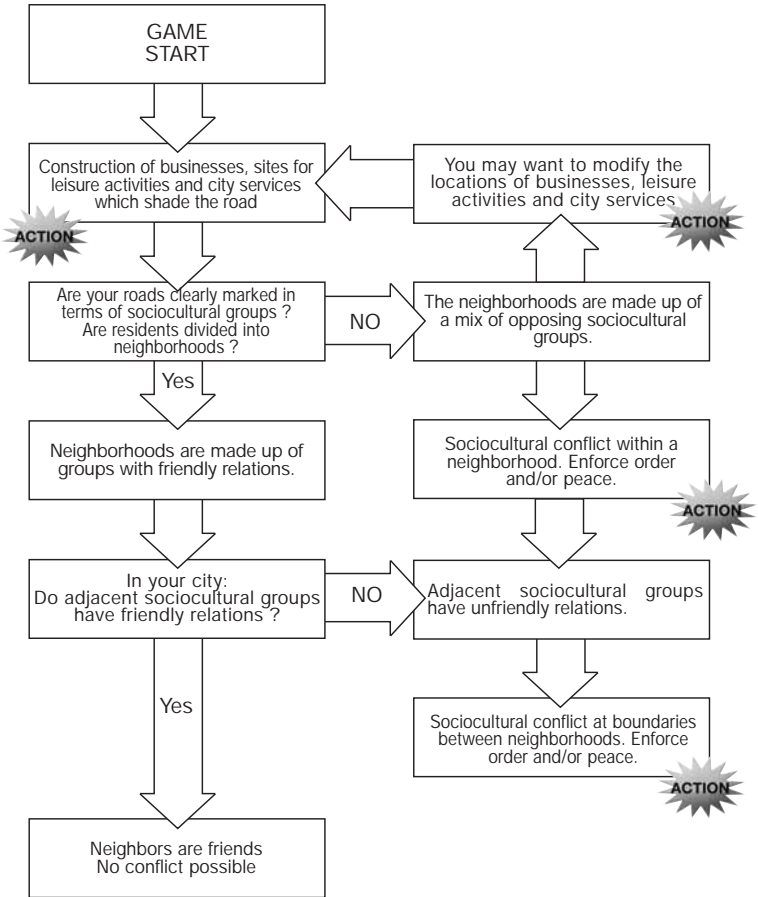 GAME
START
Construction of businesses, sites for
leisure activities and city services
which shade the road
ACTION
You may want to modify the
locations of businesses, leisure
activities and city services
ACTION
Are your roads clearly marked in
terms of sociocultural groups ?
Are residents divided into
neighborhoods ?
NO
The neighborhoods are made up of
a mix of opposing sociocultural
groups.
Yes
Neighborhoods are made up of
groups with friendly relations.
Sociocultural conflict within a
neighborhood. Enforce order
and/or peace.
ACTION
In your city:
Do adjacent sociocultural groups
have friendly relations ?
NO
Adjacent sociocultural groups
have unfriendly relations.
Yes
Sociocultural conflict at boundaries
between neighborhoods. Enforce
order and/or peace.
ACTION
Neighbors are friends
No conflict possible